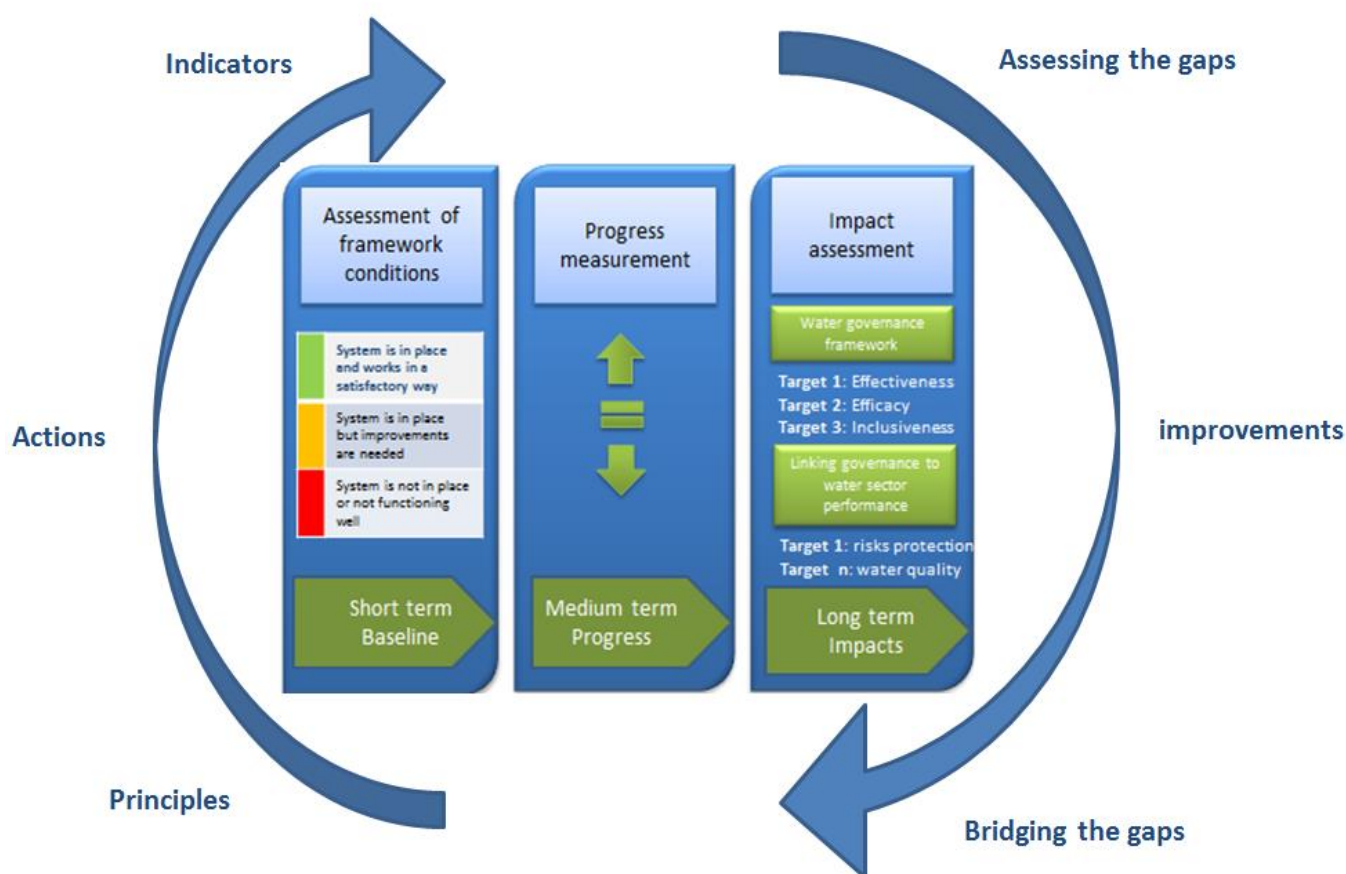 Indicators
Assessing the gaps
Assessment of
framework
conditions
System is in place
and works in a
satisfactory way
System is in place
but improvements
are needed
System is not in place
or not functioning
well
Short term
Baseline
Progress
measurement
Medium term
Progress
Impact
assessment
Water governance
framework
Target 1: Effectiveness
Target 2: Efficacy
Target 3: Inclusiveness
Linking governance to
water sector
performance
Target 1: risks protection
Target n: water quality
Long term
Impacts
Actions
improvements
Principles
Bridging the gaps